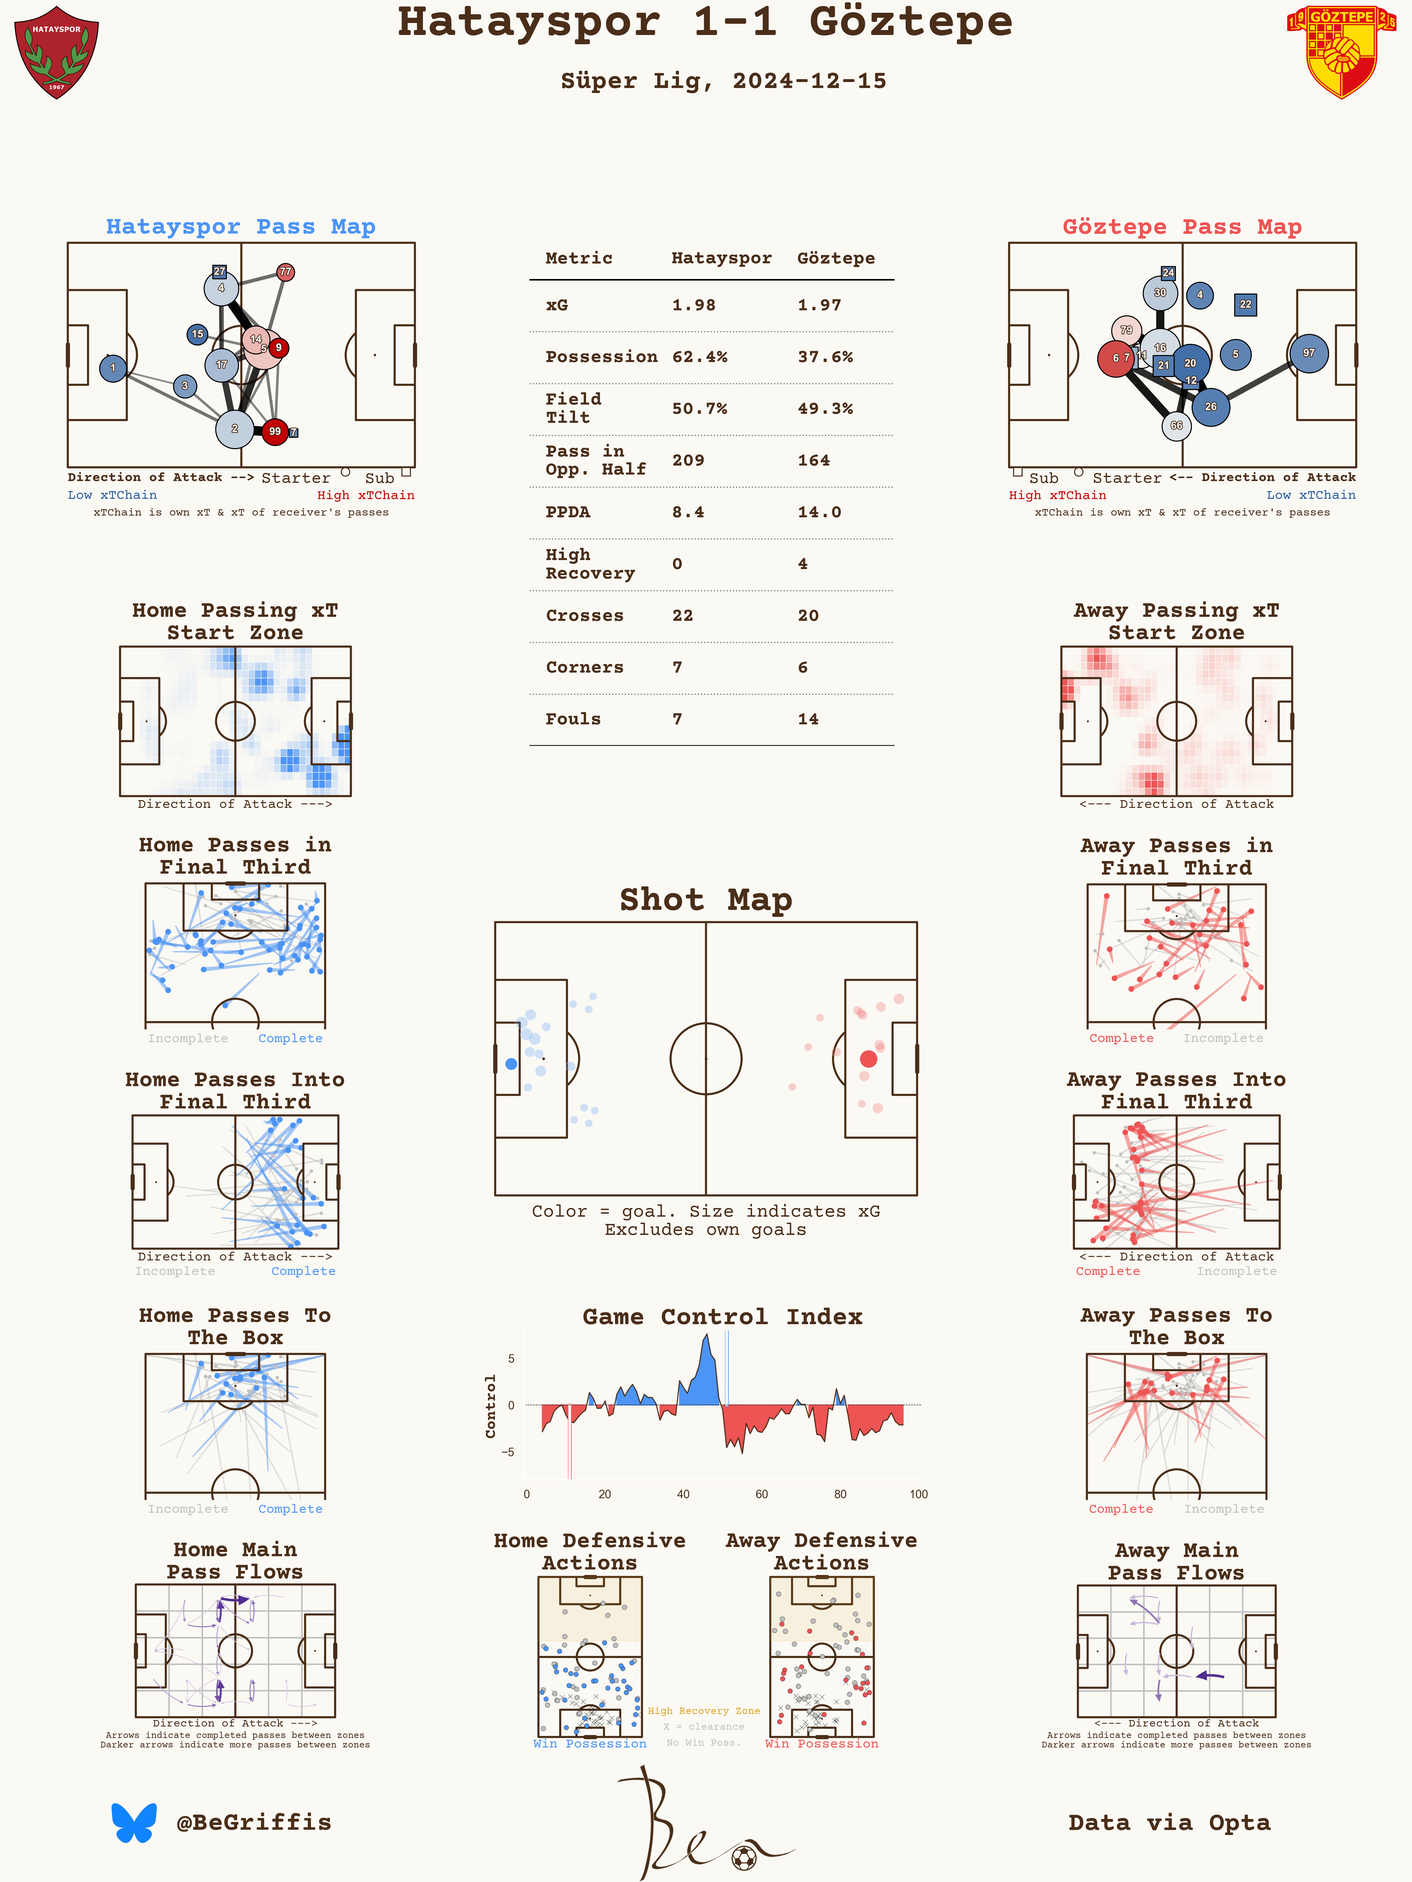 Hatayspor 1-1 Göztepe
Süper Lig, 2024-12-15
HATAYSPOR
1967
19 GÖZTEPE 25
Hatayspor Pass Map
27
4
77
15
14
5
9
1
17
3
2
99
7
Direction of Attack --> Starter Sub
Low xTChain High xTChain
xTChain is own xT & xT of receiver's passes
Metric Hatayspor Göztepe
xG 1.98 1.97
Possession 62.4% 37.6%
Field
Tilt 50.7% 49.3%
Pass in
Opp. Half 209 164
PPDA 8.4 14.0
High
Recovery 0 4
Crosses 22 20
Corners 7 6
Fouls 7 14
Göztepe Pass Map
24
30
4
22
79
16
6
7
11
21
20
5
97
12
26
66
Sub Starter <-- Direction of Attack
High xTChain Low xTChain
xTChain is own xT & xT of receiver's passes
Home Passing xT
Start Zone
Direction of Attack --->
Away Passing xT
Start Zone
<--- Direction of Attack
Home Passes in
Final Third
Incomplete Complete
Away Passes in
Final Third
Complete Incomplete
Shot Map
Color = goal. Size indicates xG
Excludes own goals
Home Passes Into
Final Third
Direction of Attack --->
Incomplete Complete
Away Passes Into
Final Third
<--- Direction of Attack
Complete Incomplete
Home Passes To
The Box
Incomplete Complete
Game Control Index
Control
5
0
−5
0 20 40 60 80 100
Away Passes To
The Box
Complete Incomplete
Home Main
Pass Flows
Direction of Attack --->
Arrows indicate completed passes between zones
Darker arrows indicate more passes between zones
Home Defensive
Actions
Win Possession
Away Defensive
Actions
Win Possession
High Recovery Zone
X = clearance
No Win Poss.
Away Main
Pass Flows
<--- Direction of Attack
Arrows indicate completed passes between zones
Darker arrows indicate more passes between zones
@BeGriffis
Ben
Data via Opta